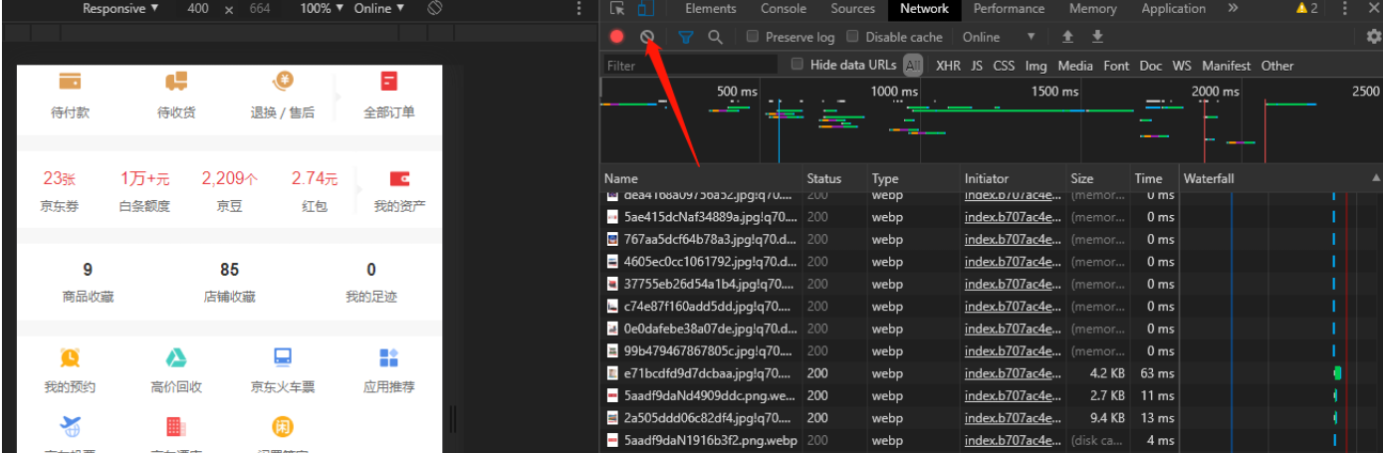 Responsive ▼ 400 × 664 100% ▼ Online ▼
Elements Console Sources Network Performance Memory Application » 2
Preserve log Disable cache Online ▼
Filter Hide data URLs All XHR JS CSS Img Media Font Doc WS Manifest Other
500 ms 1000 ms 1500 ms 2000 ms 2500
待付款 待收货 退换 / 售后 全部订单
23张 1万+元 2,209个 2.74元
京东券 白条额度 京豆 红包 我的资产
9 85 0
商品收藏 店铺收藏 我的足迹
我的预约 高价回收 京东火车票 应用推荐
闲
Name Status Type Initiator Size Time Waterfall
dea4168a09756a52.jpg!q70.... 200 webp index.b707ac4e... (memor... 0 ms
5ae415dcNaf34889a.jpg!q70.... 200 webp index.b707ac4e... (memor... 0 ms
767aa5dcf64b78a3.jpg!q70.d... 200 webp index.b707ac4e... (memor... 0 ms
4605ec0cc1061792.jpg!q70.d... 200 webp index.b707ac4e... (memor... 0 ms
37755eb26d54a1b4.jpg!q70.... 200 webp index.b707ac4e... (memor... 0 ms
c74e87f160add5dd.jpg!q70.... 200 webp index.b707ac4e... (memor... 0 ms
0e0dafebe38a07de.jpg!q70.d... 200 webp index.b707ac4e... (memor... 0 ms
99b479467867805c.jpg!q70.... 200 webp index.b707ac4e... (memor... 0 ms
e71bcdfd9d7dcbaa.jpg!q70.... 200 webp index.b707ac4e... 4.2 KB 63 ms
5aadf9daNd4909ddc.png.we... 200 webp index.b707ac4e... 2.7 KB 11 ms
2a505ddd06c82df4.jpg!q70.... 200 webp index.b707ac4e... 9.4 KB 13 ms
5aadf9daN1916b3f2.png.webp 200 webp index.b707ac4e... (disk ca... 4 ms